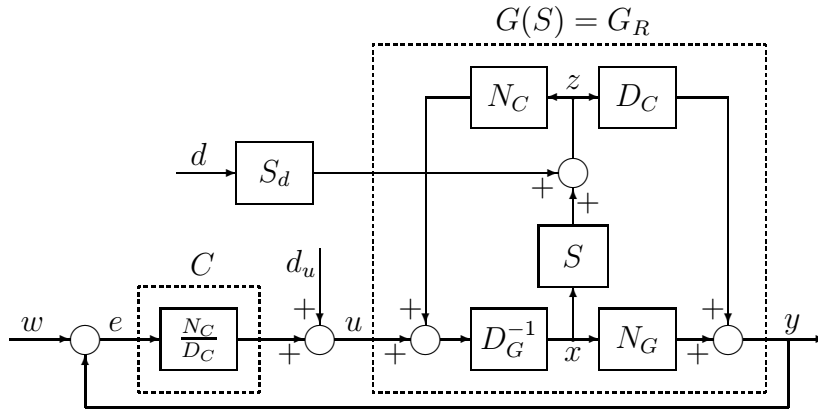 G(S) = G_R
N_C
z
D_C
d
S_d
+
+
S
C
d_u
+
+
+
w
e
N_C
D_C
+
u
+
D_G^{-1}
x
N_G
+
y